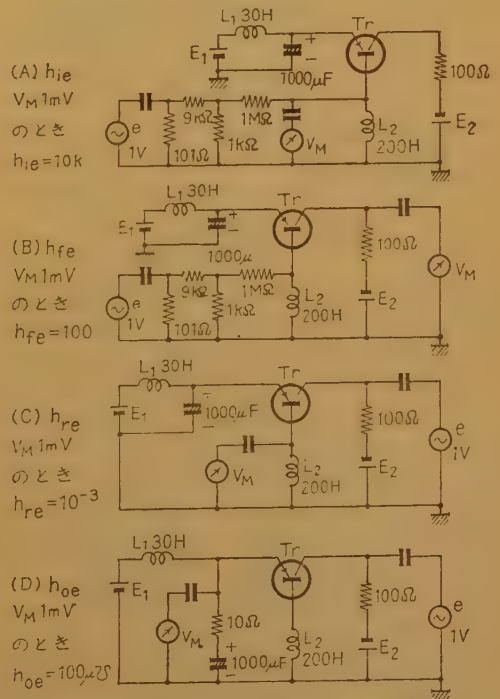 L₁ 30H
Tr
E₁
+
−
1000μF
100Ω
E₂
(A) hie
VM 1mV
のとき
hie=10k
9kΩ
1MΩ
e
1V
101Ω
1kΩ
VM
L₂
200H
L₁ 30H
Tr
E₁
+
−
1000μ
100Ω
E₂
(B) hfe
VM 1mV
のとき
hfe=100
9kΩ
1MΩ
e
1V
101Ω
1kΩ
L₂
200H
VM
L₁ 30H
Tr
E₁
1000μF
−
100Ω
E₂
e
1V
(C) hre
VM 1mV
のとき
hre=10⁻³
VM
L₂
200H
L₁ 30H
Tr
(D) hoe
VM 1mV
のとき
hoe=100μ℧
E₁
VM
10Ω
+
1000μF
−
L₂
200H
100Ω
E₂
e
1V